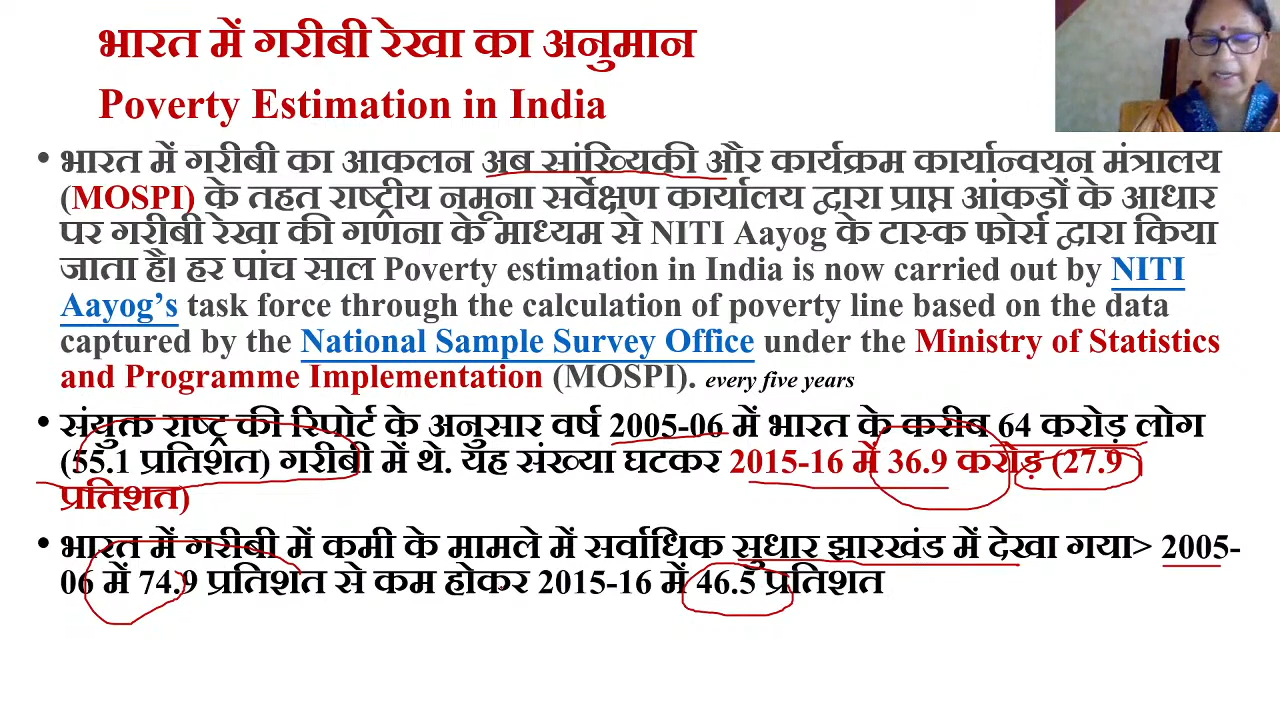 भारत में गरीबी रेखा का अनुमान
Poverty Estimation in India
• भारत में गरीबी का आकलन अब सांख्यिकी और कार्यक्रम कार्यान्वयन मंत्रालय
(MOSPI) के तहत राष्ट्रीय नमूना सर्वेक्षण कार्यालय द्वारा प्राप्त आंकड़ों के आधार
पर गरीबी रेखा की गणना के माध्यम से NITI Aayog के टास्क फोर्स द्वारा किया
जाता है। हर पांच साल Poverty estimation in India is now carried out by NITI
Aayog’s task force through the calculation of poverty line based on the data
captured by the National Sample Survey Office under the Ministry of Statistics
and Programme Implementation (MOSPI). every five years
• संयुक्त राष्ट्र की रिपोर्ट के अनुसार वर्ष 2005-06 में भारत के करीब 64 करोड़ लोग
(55.1 प्रतिशत) गरीबी में थे. यह संख्या घटकर 2015-16 में 36.9 करोड़ (27.9
प्रतिशत)
• भारत में गरीबी में कमी के मामले में सर्वाधिक सुधार झारखंड में देखा गया> 2005-
06 में 74.9 प्रतिशत से कम होकर 2015-16 में 46.5 प्रतिशत